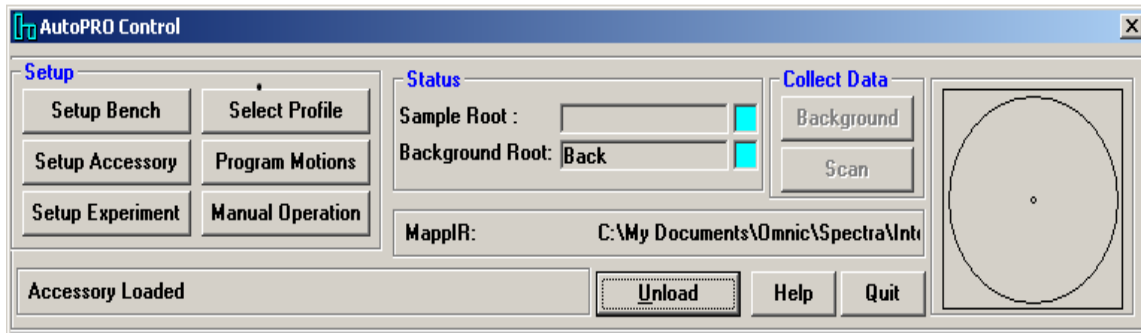 AutoPRO Control
Setup
Setup Bench
Select Profile
Setup Accessory
Program Motions
Setup Experiment
Manual Operation
Status
Sample Root :
Background Root: Back
Collect Data
Background
Scan
MappIR: C:\My Documents\Omnic\Spectra\Inte
Accessory Loaded
Unload
Help
Quit